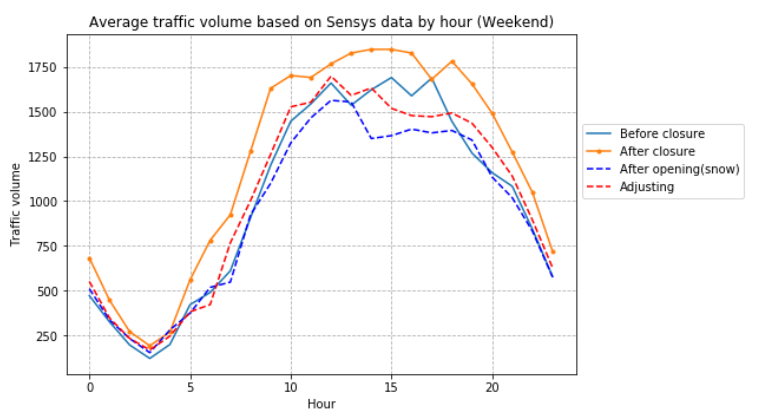 Average traffic volume based on Sensys data by hour (Weekend)
1750
1500
1250
1000
750
500
250
Traffic volume
0 5 10 15 20
Hour
Before closure
After closure
After opening(snow)
Adjusting